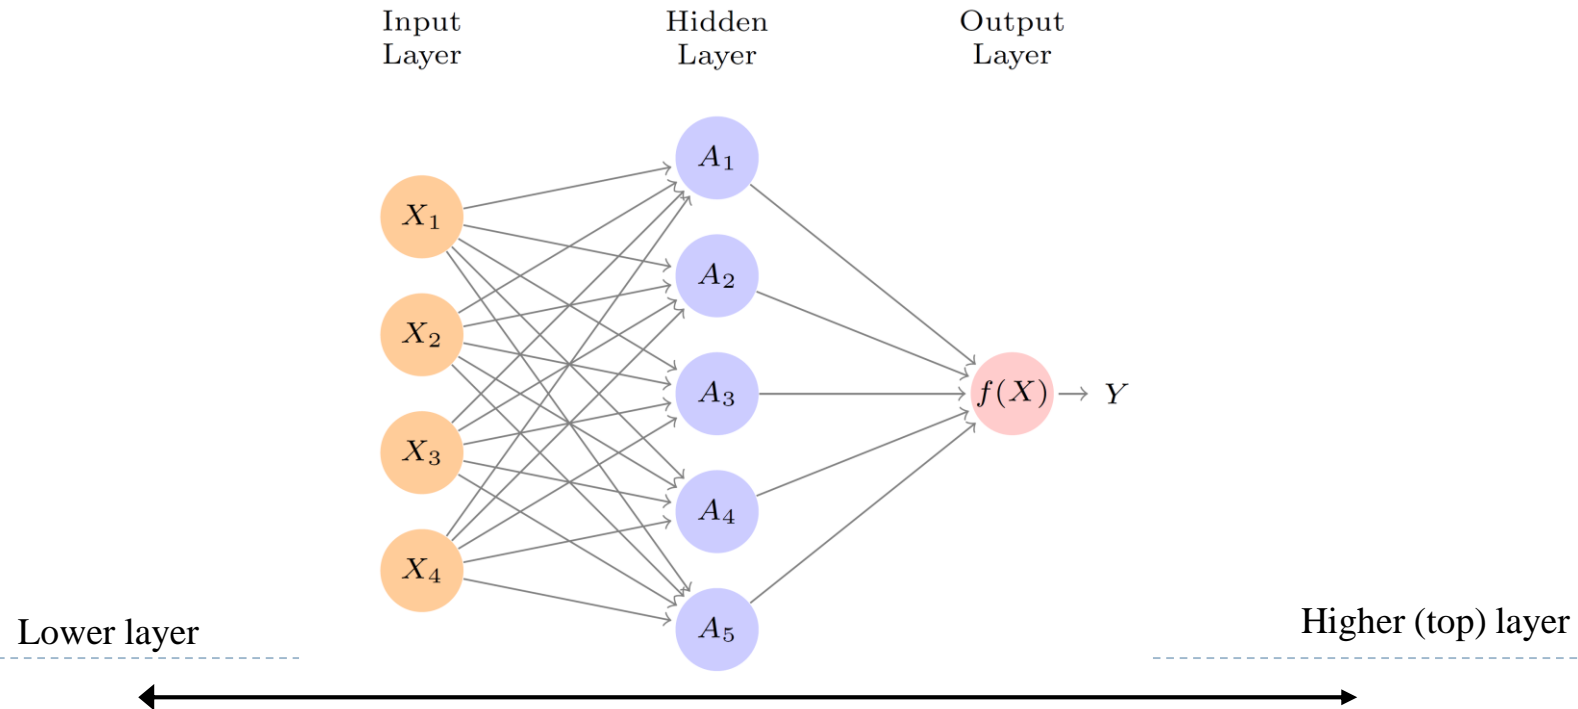 Input
Layer
Hidden
Layer
Output
Layer
A₁
X₁
A₂
X₂
A₃
f(X)
Y
X₃
A₄
X₄
A₅
Lower layer
Higher (top) layer